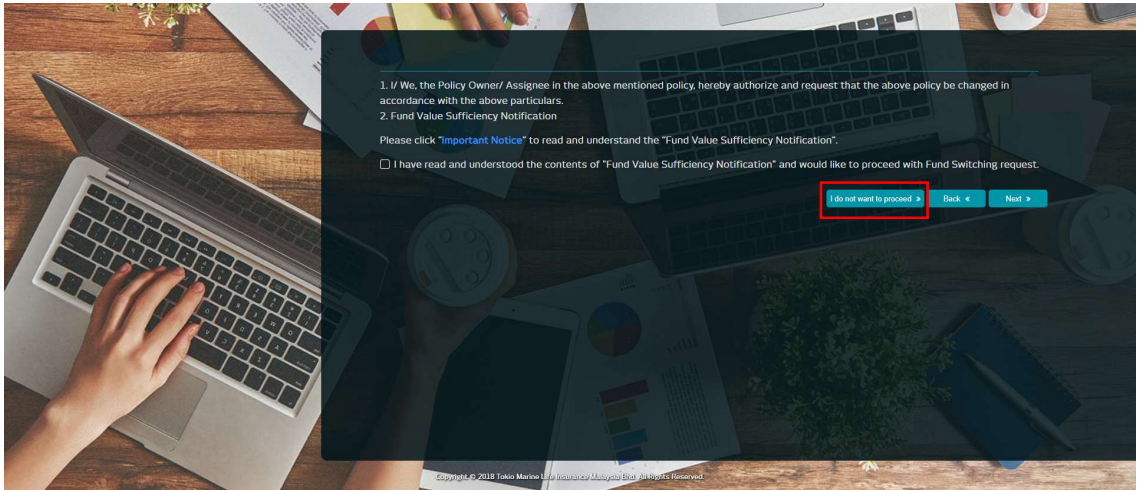 1. I/ We, the Policy Owner/ Assignee in the above mentioned policy, hereby authorize and request that the above policy be changed in
accordance with the above particulars.
2. Fund Value Sufficiency Notification
Please click "Important Notice" to read and understand the "Fund Value Sufficiency Notification".
I have read and understood the contents of "Fund Value Sufficiency Notification" and would like to proceed with Fund Switching request.
I do not want to proceed » Back « Next »
Copyright © 2018 Tokio Marine Life Insurance Malaysia Bhd. All Rights Reserved.